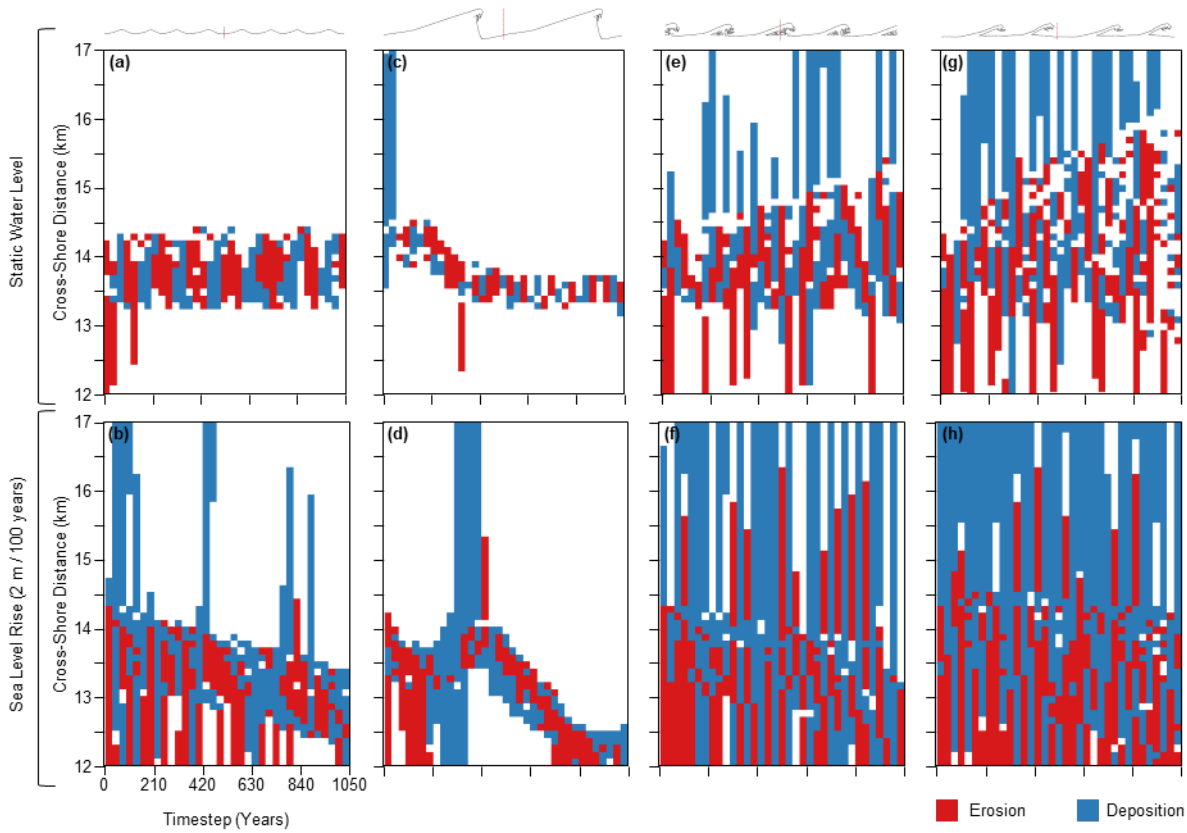 (a)
(c)
(e)
(g)
Static Water Level
Cross-Shore Distance (km)
17
16
15
14
13
12
(b)
(d)
(f)
(h)
Sea Level Rise (2 m / 100 years)
Cross-Shore Distance (km)
17
16
15
14
13
12
0 210 420 630 840 1050
Timestep (Years)
Erosion
Deposition